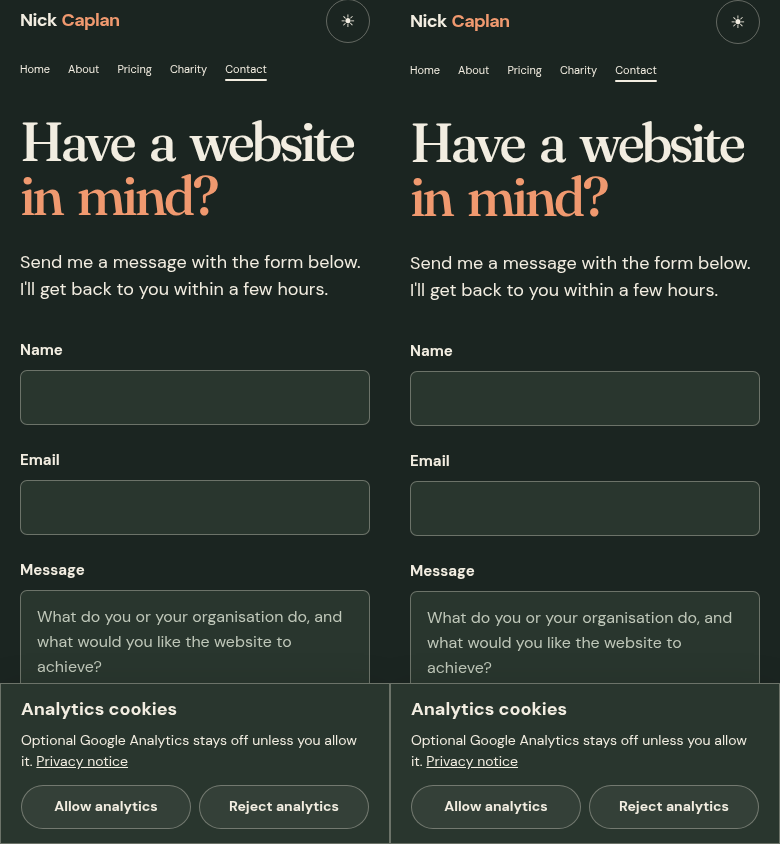 Nick Caplan
Home About Pricing Charity Contact
Have a website
in mind?
Send me a message with the form below.
I'll get back to you within a few hours.
Name
Email
Message
What do you or your organisation do, and
what would you like the website to
achieve?
Analytics cookies
Optional Google Analytics stays off unless you allow
it. Privacy notice
Allow analytics Reject analytics
Nick Caplan
Home About Pricing Charity Contact
Have a website
in mind?
Send me a message with the form below.
I'll get back to you within a few hours.
Name
Email
Message
What do you or your organisation do, and
what would you like the website to
achieve?
Analytics cookies
Optional Google Analytics stays off unless you allow
it. Privacy notice
Allow analytics Reject analytics